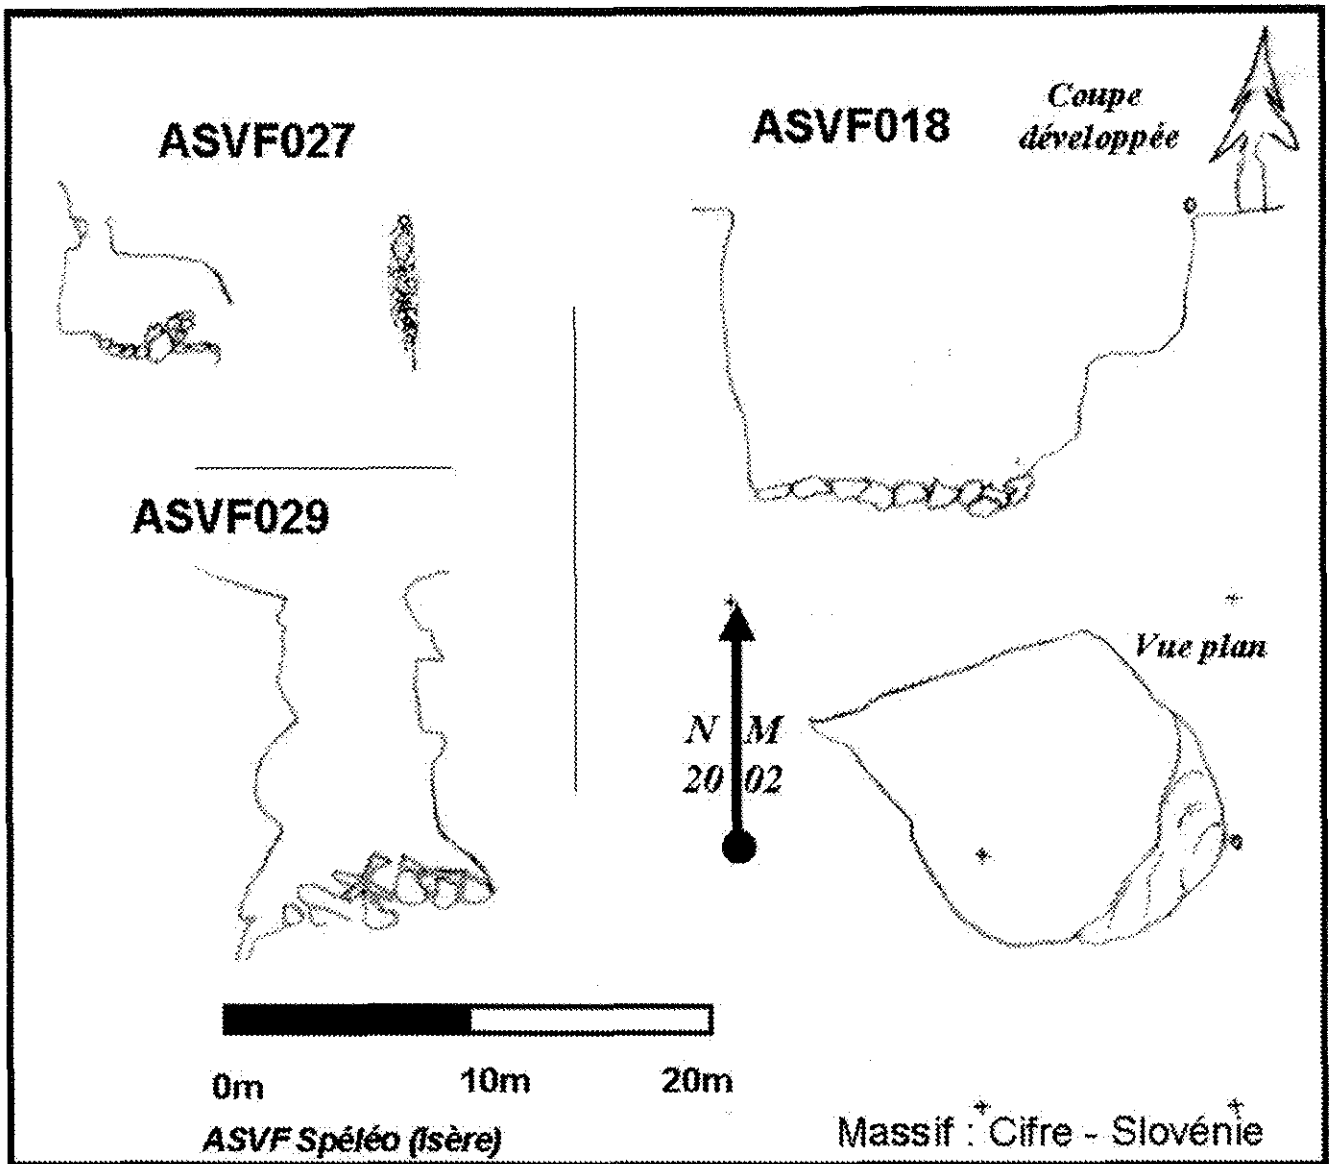 ASVF027
ASVF018
Coupe
développée
ASVF029
Vue plan
N M
20 02
0m 10m 20m
ASVF Spéléo (Isère)
Massif : Cifre - Slovénie